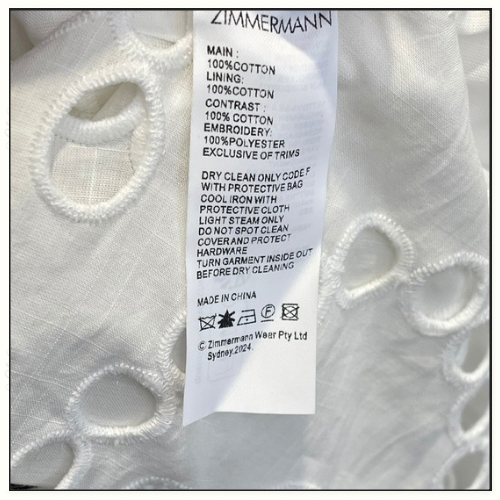 ZIMMERMANN
MAIN :
100%COTTON
LINING:
100%COTTON
CONTRAST :
100% COTTON
EMBROIDERY:
100%POLYESTER
EXCLUSIVE OF TRIMS
DRY CLEAN ONLY CODE F
WITH PROTECTIVE BAG
COOL IRON WITH
PROTECTIVE CLOTH
LIGHT STEAM ONLY
DO NOT SPOT CLEAN
COVER AND PROTECT
HARDWARE
TURN GARMENT INSIDE OUT
BEFORE DRY CLEANING
MADE IN CHINA
F
© Zimmermann Wear Pty Ltd
Sydney.2024.